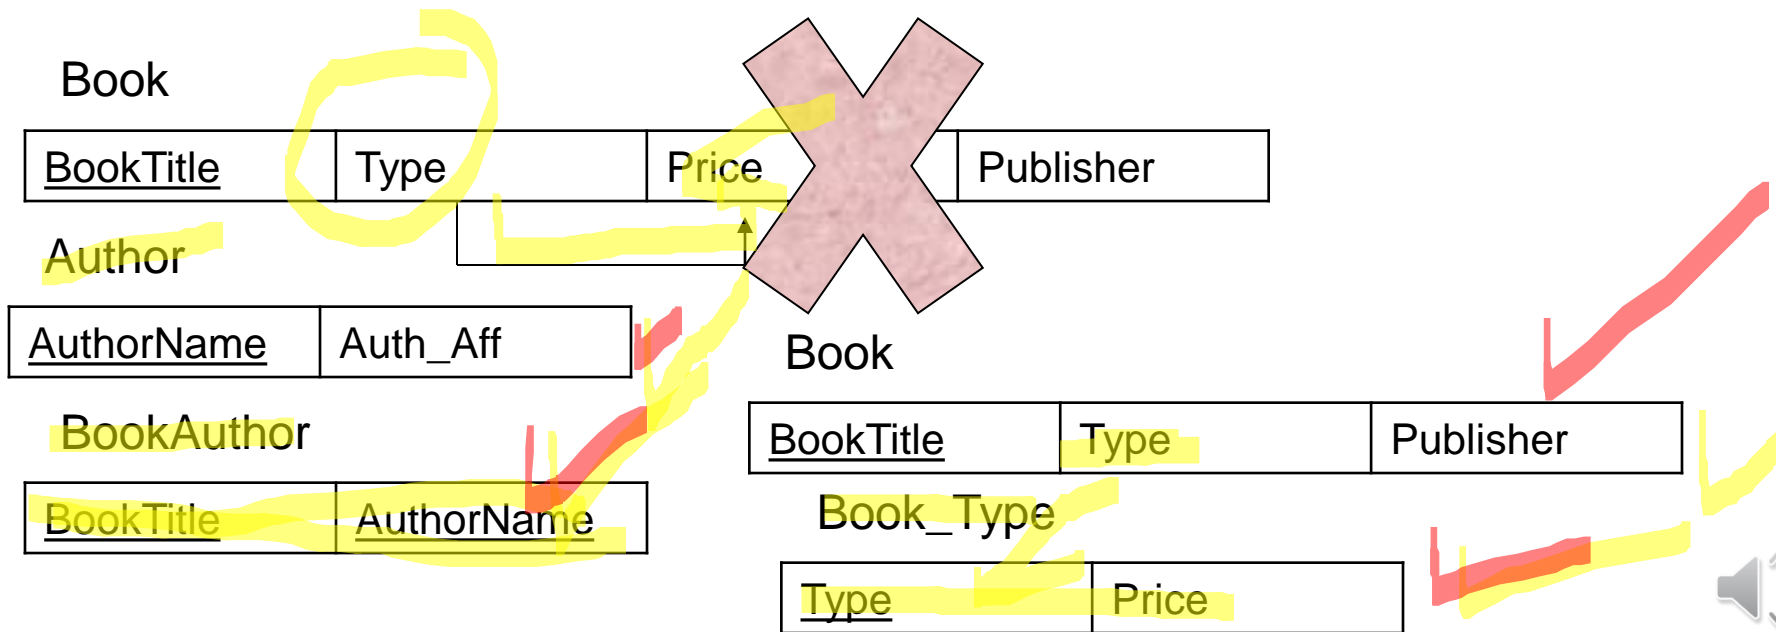 Book
BookTitle Type Price Publisher
Author
AuthorName Auth_Aff
BookAuthor
BookTitle AuthorName
Book
BookTitle Type Publisher
Book_Type
Type Price